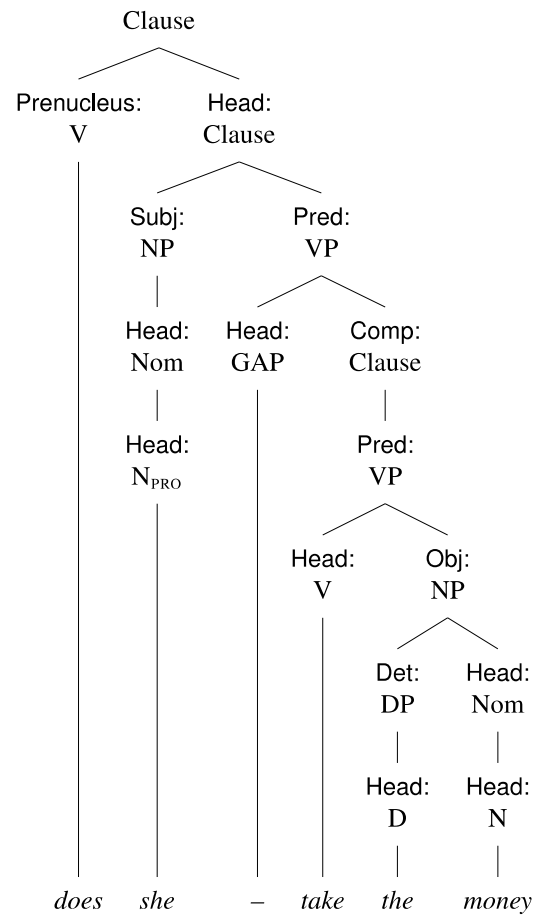 Clause
Prenucleus: Head:
V Clause
Subj: Pred:
NP VP
Head: Head: Comp:
Nom GAP Clause
Head: Pred:
N_PRO VP
Head: Obj:
V NP
Det: Head:
DP Nom
Head: Head:
D N
does she – take the money